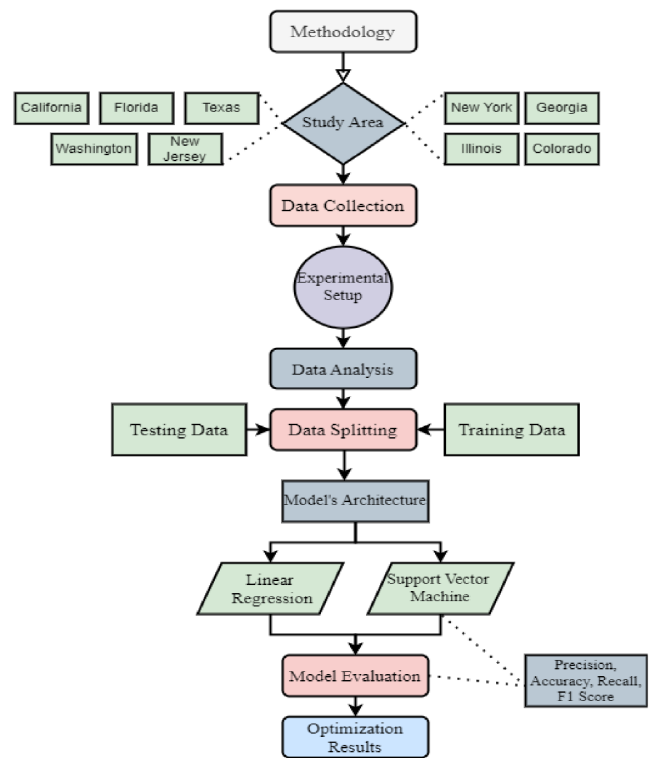 Methodology
California
Florida
Texas
Study Area
New York
Georgia
Washington
New
Jersey
Illinois
Colorado
Data Collection
Experimental
Setup
Data Analysis
Testing Data
Data Splitting
Training Data
Model's Architecture
Linear
Regression
Support Vector
Machine
Model Evaluation
Precision,
Accuracy, Recall,
F1 Score
Optimization
Results